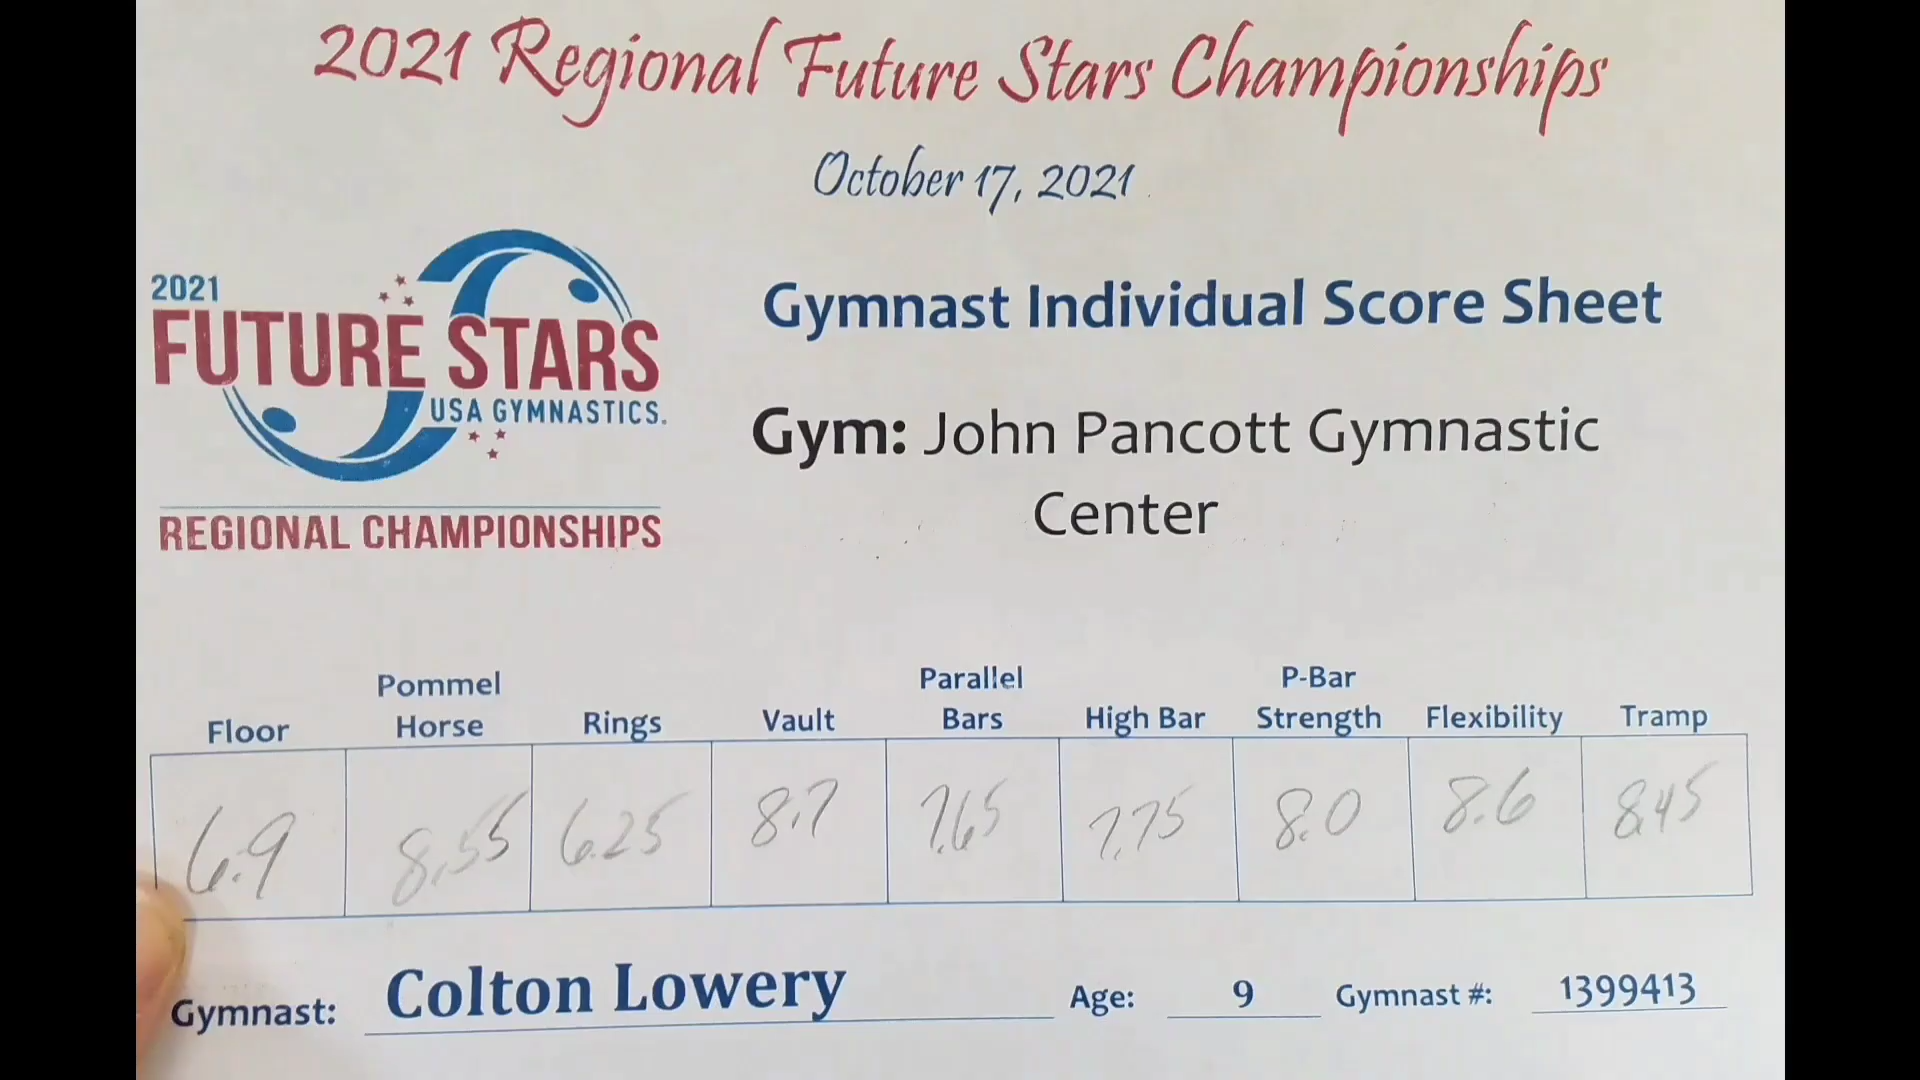 2021 Regional Future Stars Championships
October 17, 2021
2021
FUTURE STARS
USA GYMNASTICS.
REGIONAL CHAMPIONSHIPS
Gymnast Individual Score Sheet
Gym: John Pancott Gymnastic
Center
Floor Pommel Horse Rings Vault Parallel Bars High Bar P-Bar Strength Flexibility Tramp
6.9 8.55 6.25 8.7 7.65 7.75 8.0 8.6 8.45
Gymnast: Colton Lowery Age: 9 Gymnast #: 1399413